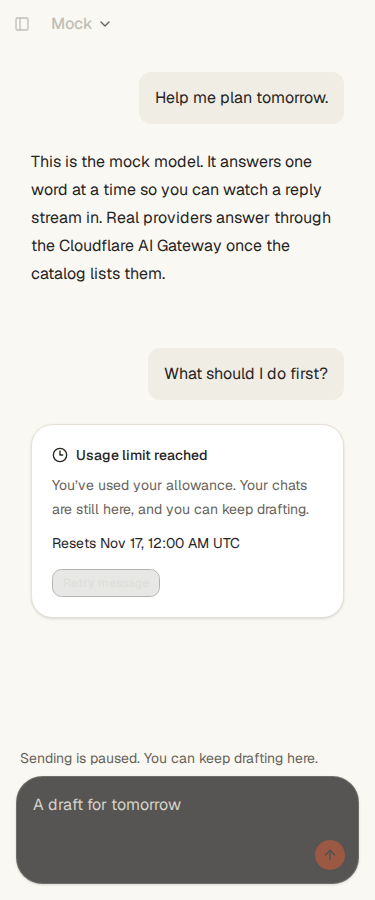 Mock
Help me plan tomorrow.
This is the mock model. It answers one
word at a time so you can watch a reply
stream in. Real providers answer through
the Cloudflare AI Gateway once the
catalog lists them.
What should I do first?
Usage limit reached
You've used your allowance. Your chats
are still here, and you can keep drafting.
Resets Nov 17, 12:00 AM UTC
Retry message
Sending is paused. You can keep drafting here.
A draft for tomorrow